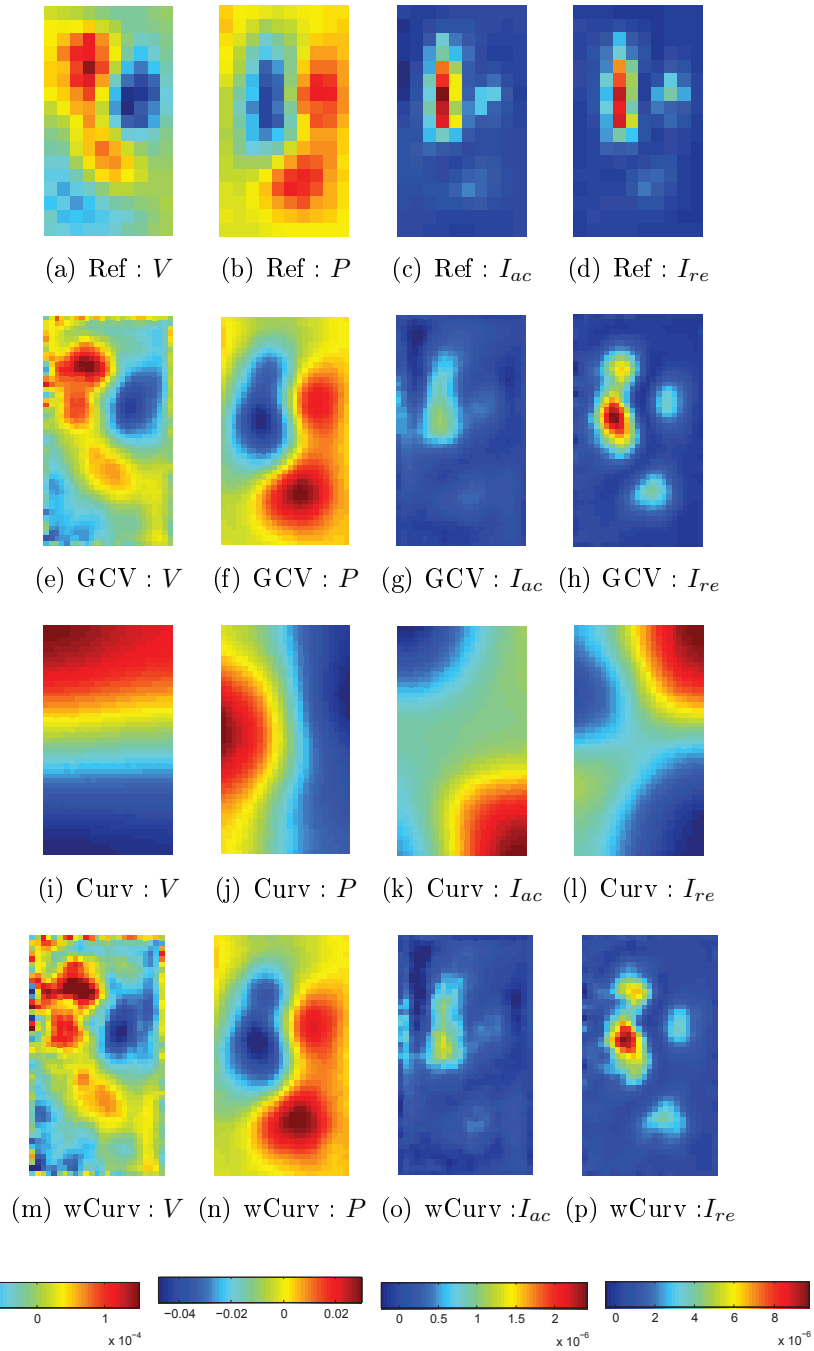 (a) Ref : V (b) Ref : P (c) Ref : I_ac (d) Ref : I_re
(e) GCV : V (f) GCV : P (g) GCV : I_ac (h) GCV : I_re
(i) Curv : V (j) Curv : P (k) Curv : I_ac (l) Curv : I_re
(m) wCurv : V (n) wCurv : P (o) wCurv :I_ac (p) wCurv :I_re
0 1 −0.04 −0.02 0 0.02 0 0.5 1 1.5 2 0 2 4 6 8
x 10^-4 x 10^-6 x 10^-6